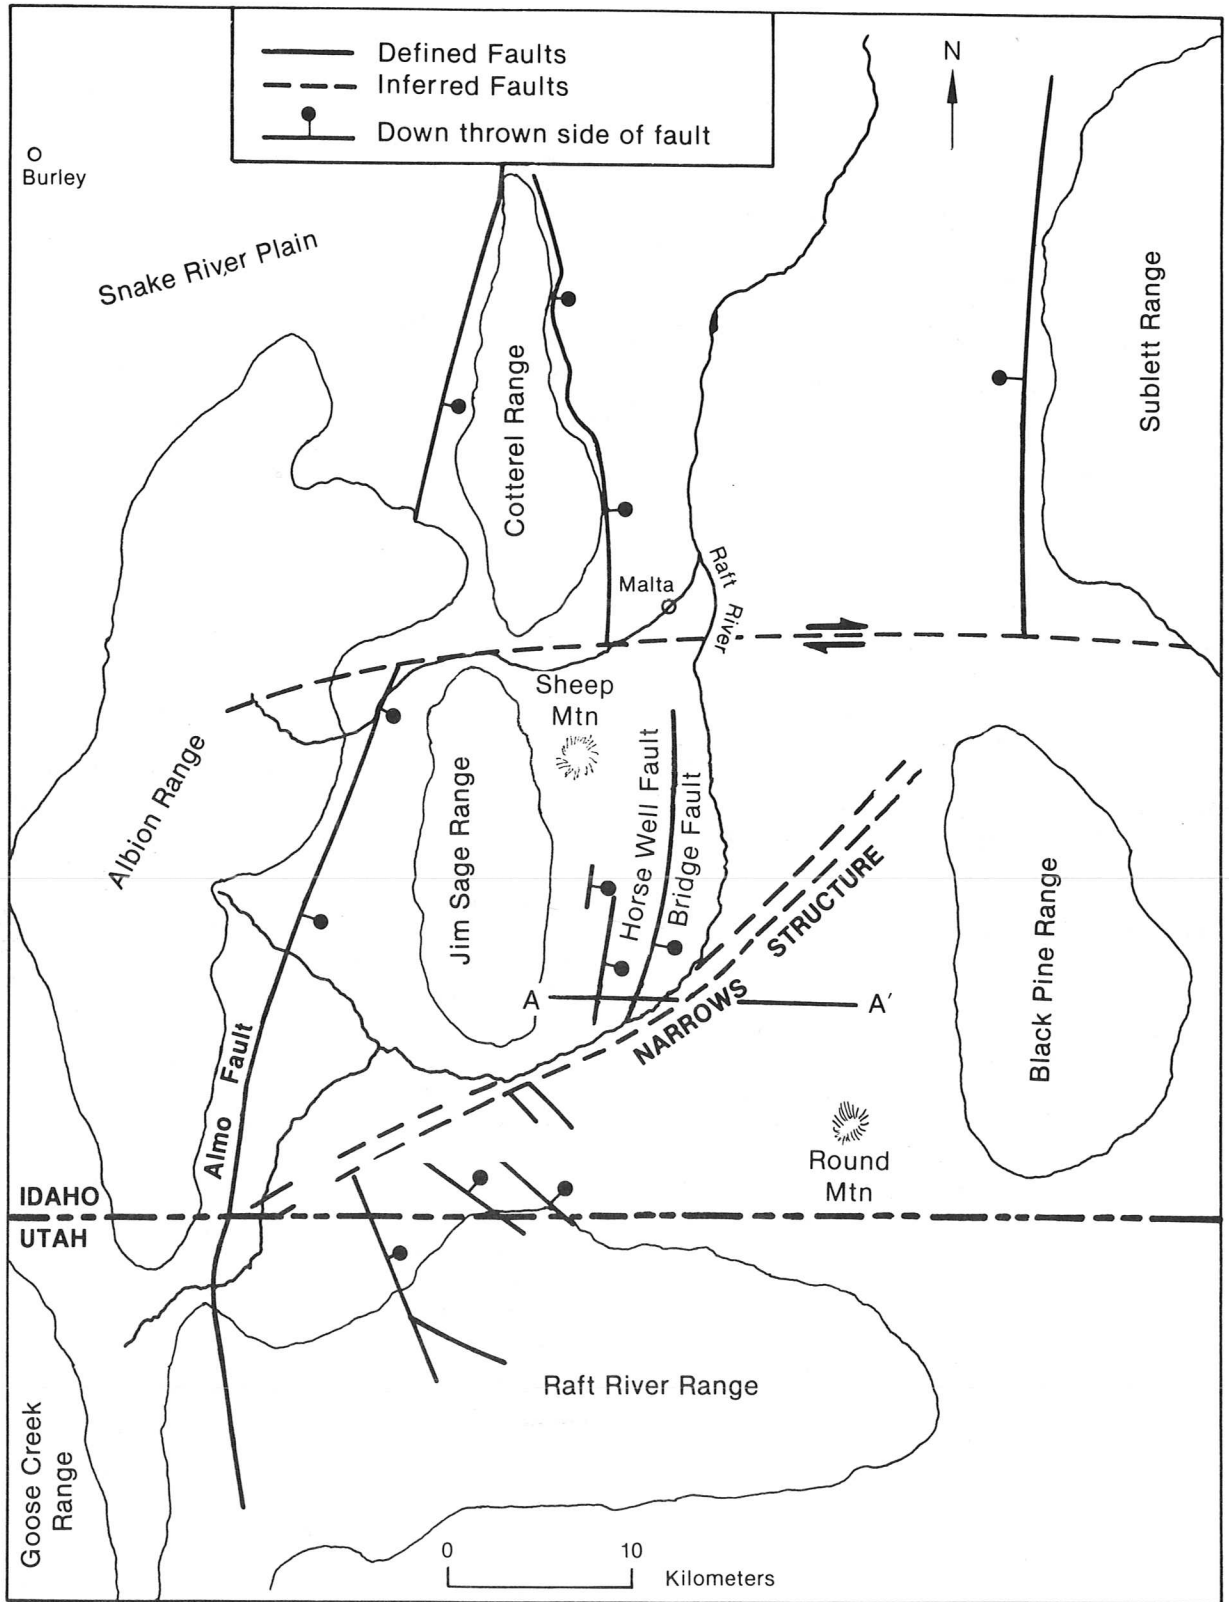 Defined Faults
Inferred Faults
Down thrown side of fault
N
Burley
Snake River Plain
Cotterel Range
Sublett Range
Malta
Raft
River
Sheep
Mtn
Albion Range
Jim Sage Range
Horse Well Fault
Bridge Fault
NARROWS STRUCTURE
Black Pine Range
A
A'
Almo Fault
Round
Mtn
IDAHO
UTAH
Raft River Range
Goose Creek
Range
0 10
Kilometers